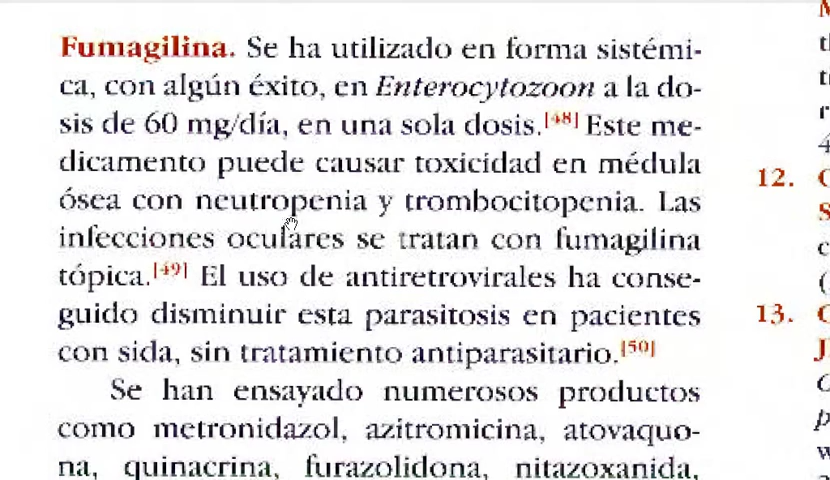 Fumagilina. Se ha utilizado en forma sistémi-
ca, con algún éxito, en Enterocytozoon a la do-
sis de 60 mg/día, en una sola dosis.[48] Este me-
dicamento puede causar toxicidad en médula
ósea con neutropenia y trombocitopenia. Las
infecciones oculares se tratan con fumagilina
tópica.[49] El uso de antiretrovirales ha conse-
guido disminuir esta parasitosis en pacientes
con sida, sin tratamiento antiparasitario.[50]
Se han ensayado numerosos productos
como metronidazol, azitromicina, atovaquo-
na, quinacrina, furazolidona, nitazoxanida,
12.
13.